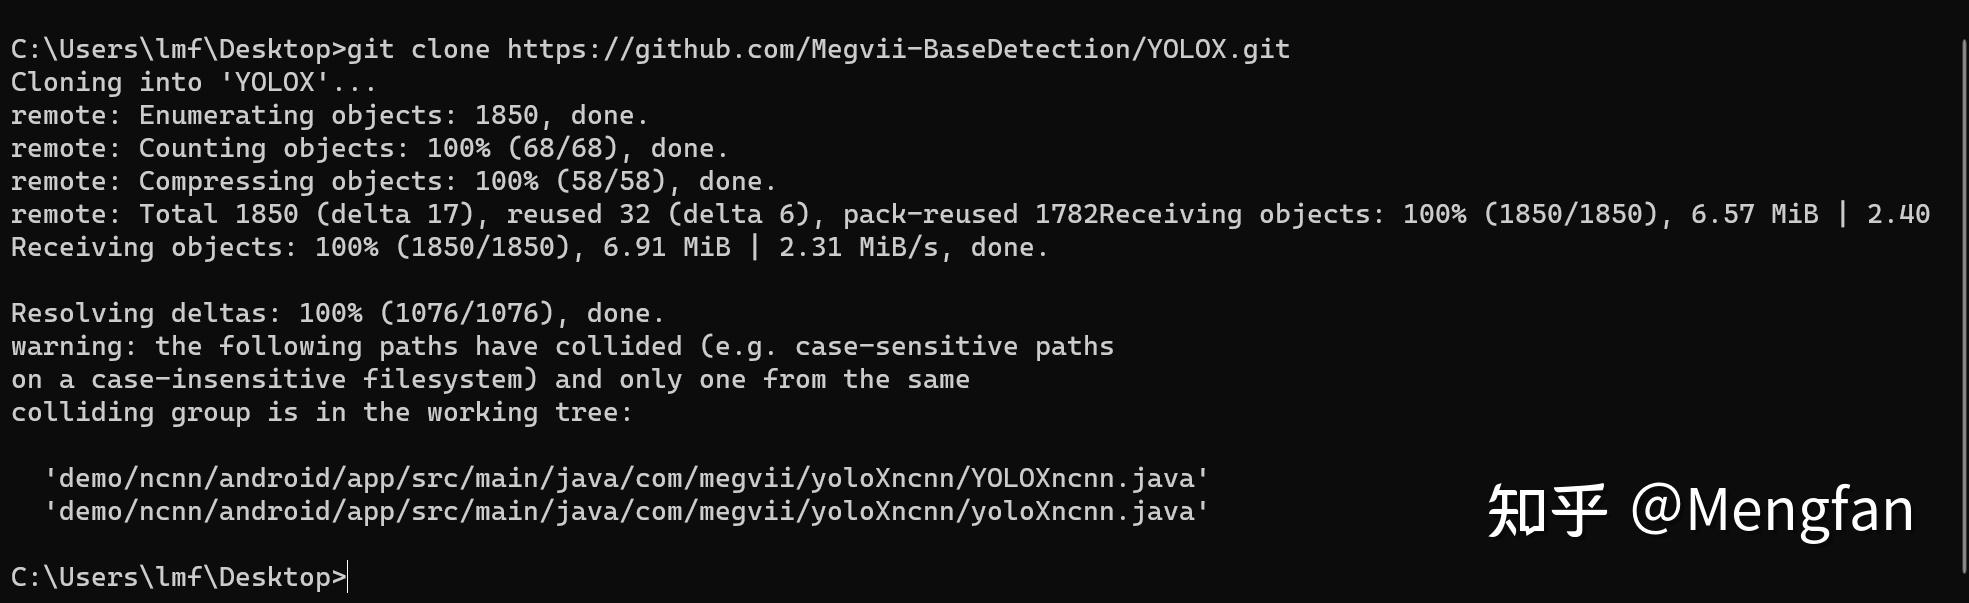 C:\Users\lmf\Desktop>git clone https://github.com/Megvii-BaseDetection/YOLOX.git
Cloning into 'YOLOX'...
remote: Enumerating objects: 1850, done.
remote: Counting objects: 100% (68/68), done.
remote: Compressing objects: 100% (58/58), done.
remote: Total 1850 (delta 17), reused 32 (delta 6), pack-reused 1782Receiving objects: 100% (1850/1850), 6.57 MiB | 2.40
Receiving objects: 100% (1850/1850), 6.91 MiB | 2.31 MiB/s, done.
Resolving deltas: 100% (1076/1076), done.
warning: the following paths have collided (e.g. case-sensitive paths
on a case-insensitive filesystem) and only one from the same
colliding group is in the working tree:
'demo/ncnn/android/app/src/main/java/com/megvii/yoloXncnn/YOLOXncnn.java'
'demo/ncnn/android/app/src/main/java/com/megvii/yoloXncnn/yoloXncnn.java'
知乎 @Mengfan
C:\Users\lmf\Desktop>